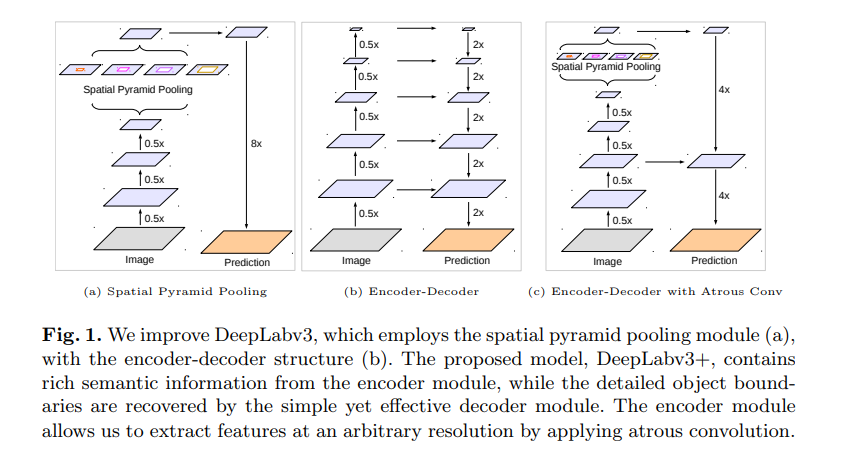 0.5x
2x
0.5x
2x
Spatial Pyramid Pooling
Spatial Pyramid Pooling
4x
0.5x
2x
0.5x
0.5x
8x
0.5x
2x
0.5x
0.5x
0.5x
4x
0.5x
0.5x
2x
0.5x
Image
Prediction
Image
Prediction
Image
Prediction
(a) Spatial Pyramid Pooling
(b) Encoder-Decoder
(c) Encoder-Decoder with Atrous Conv
Fig. 1. We improve DeepLabv3, which employs the spatial pyramid pooling module (a),
with the encoder-decoder structure (b). The proposed model, DeepLabv3+, contains
rich semantic information from the encoder module, while the detailed object bound-
aries are recovered by the simple yet effective decoder module. The encoder module
allows us to extract features at an arbitrary resolution by applying atrous convolution.